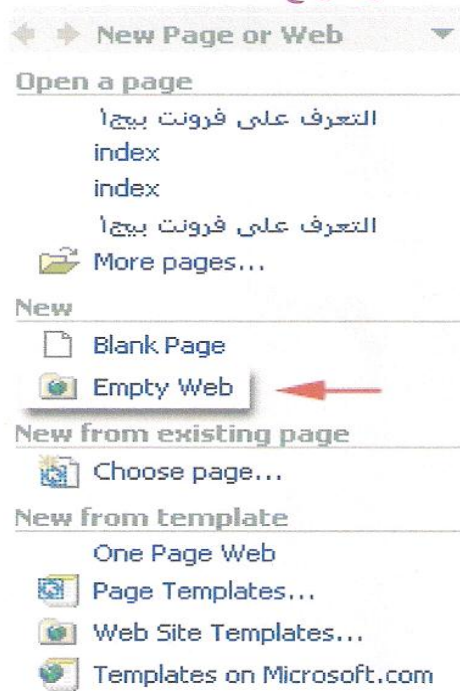 New Page or Web
Open a page
التعرف على فرونت بيج١
index
index
التعرف على فرونت بيج١
More pages...
New
Blank Page
Empty Web
New from existing page
Choose page...
New from template
One Page Web
Page Templates...
Web Site Templates...
Templates on Microsoft.com